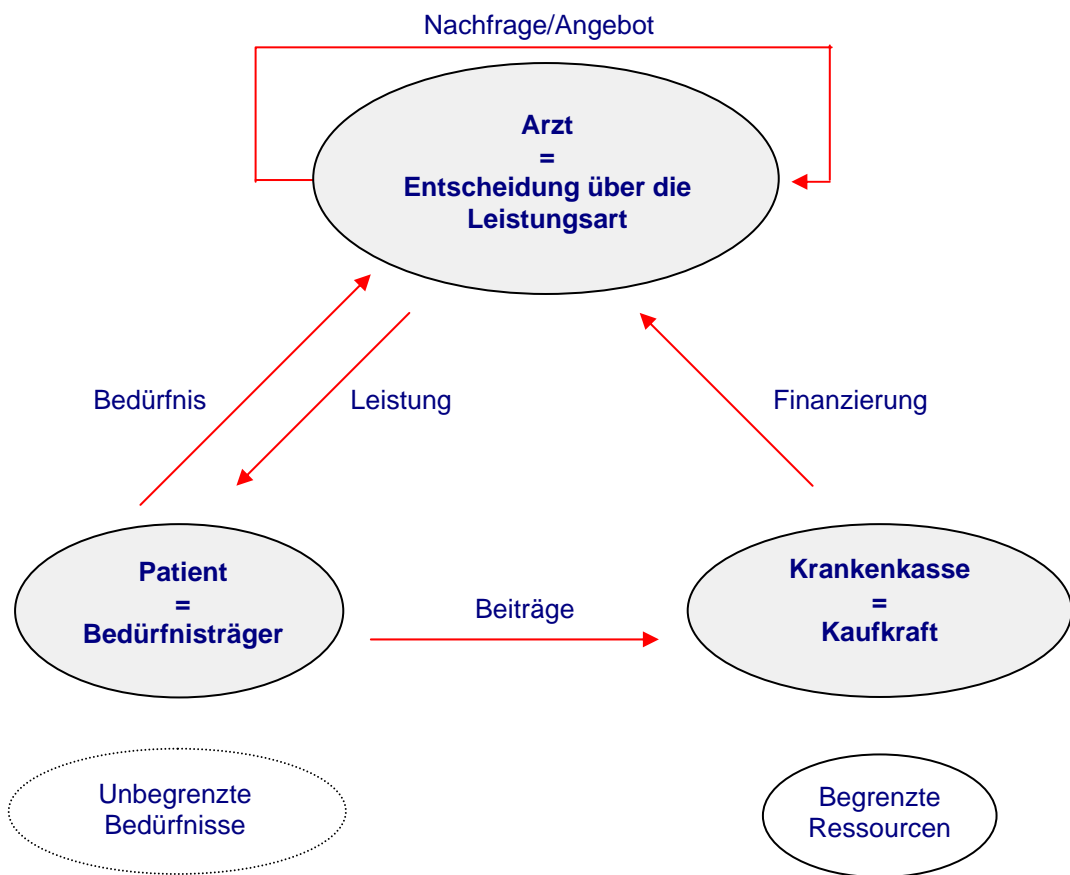 Nachfrage/Angebot
Arzt
=
Entscheidung über die
Leistungsart
Bedürfnis
Leistung
Finanzierung
Patient
=
Bedürfnisträger
Beiträge
Krankenkasse
=
Kaufkraft
Unbegrenzte
Bedürfnisse
Begrenzte
Ressourcen